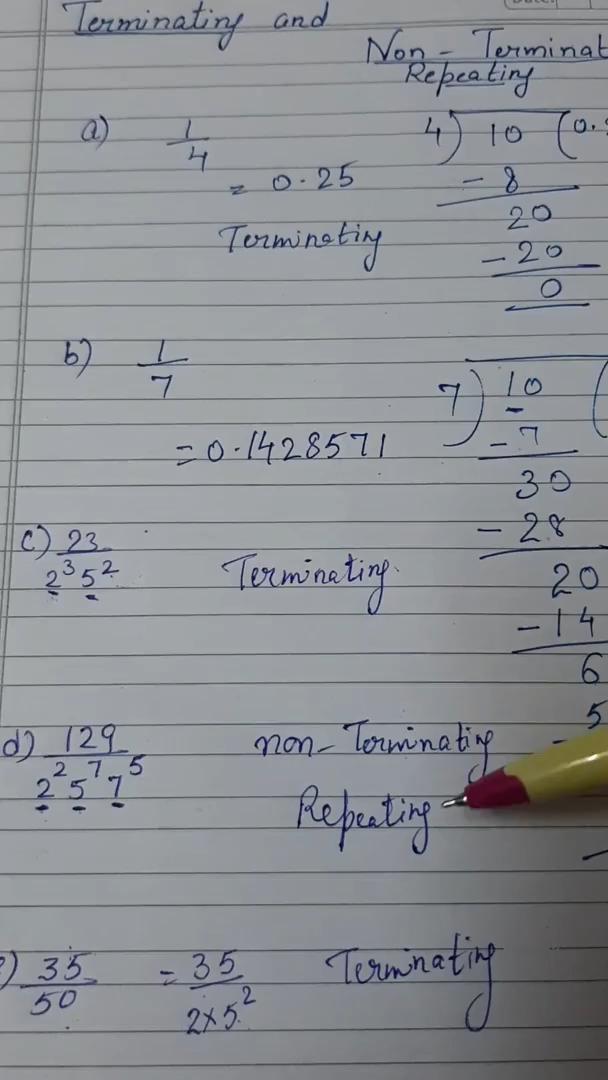 Terminating and
Non - Terminat
Repeating
a) 1/4
= 0.25
Terminating
4) 10 (0.
- 8
20
- 20
0
b) 1/7
= 0.1428571
7) 10 (
- 7
30
- 28
20
- 14
6
5
c) 23/2³5²
Terminating.
d) 129/2²5⁷7⁵
non-Terminating
Repeating
) 35/50 = 35/2×5²
Terminating